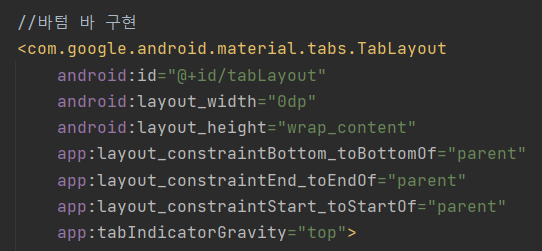 //바텀 바 구현
<com.google.android.material.tabs.TabLayout
android:id="@+id/tabLayout"
android:layout_width="0dp"
android:layout_height="wrap_content"
app:layout_constraintBottom_toBottomOf="parent"
app:layout_constraintEnd_toEndOf="parent"
app:layout_constraintStart_toStartOf="parent"
app:tabIndicatorGravity="top">